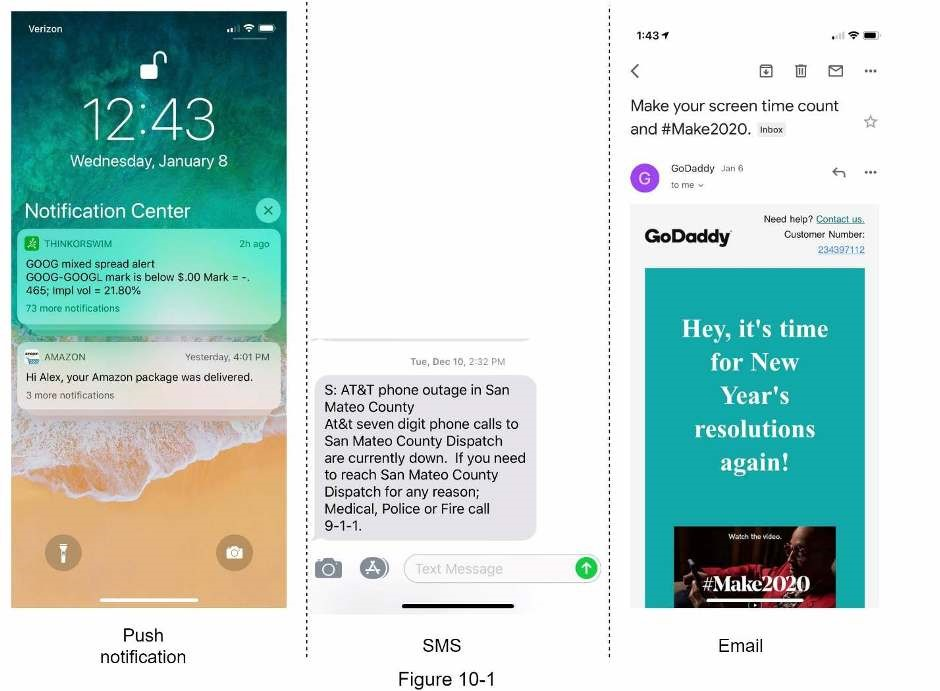 Verizon
12:43
Wednesday, January 8
Notification Center
THINKORSWIM 2h ago
GOOG mixed spread alert
GOOG-GOOGL mark is below $.00 Mark = -.
465; impl vol = 21.80%
73 more notifications
AMAZON Yesterday, 4:01 PM
Hi Alex, your Amazon package was delivered.
3 more notifications
Push
notification
Tue, Dec 10, 2:32 PM
S: AT&T phone outage in San
Mateo County
At&t seven digit phone calls to
San Mateo County Dispatch
are currently down. If you need
to reach San Mateo County
Dispatch for any reason;
Medical, Police or Fire call
9-1-1.
Text Message
SMS
1:43
Make your screen time count
and #Make2020. Inbox
G
GoDaddy Jan 6
to me
Need help? Contact us.
GoDaddy
Customer Number:
234397112
Hey, it's time
for New
Year's
resolutions
again!
Watch the video.
#Make2020
Email
Figure 10-1